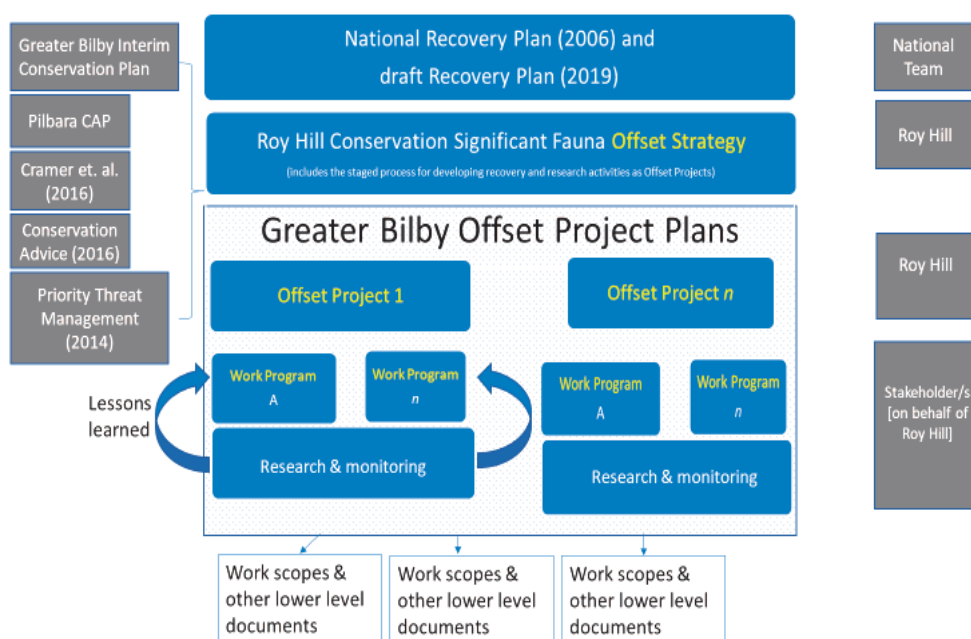 Greater Bilby Interim
Conservation Plan
Pilbara CAP
Cramer et. al.
(2016)
Conservation
Advice (2016)
Priority Threat
Management
(2014)
National Recovery Plan (2006) and
draft Recovery Plan (2019)
Roy Hill Conservation Significant Fauna Offset Strategy
(includes the staged process for developing recovery and research activities as Offset Projects)
Greater Bilby Offset Project Plans
Offset Project 1
Offset Project n
Work Program
A
Work Program
n
Work Program
A
Work Program
n
Lessons
learned
Research & monitoring
Research & monitoring
Work scopes &
other lower level
documents
Work scopes &
other lower level
documents
Work scopes &
other lower level
documents
National
Team
Roy Hill
Roy Hill
Stakeholder/s
[on behalf of
Roy Hill]